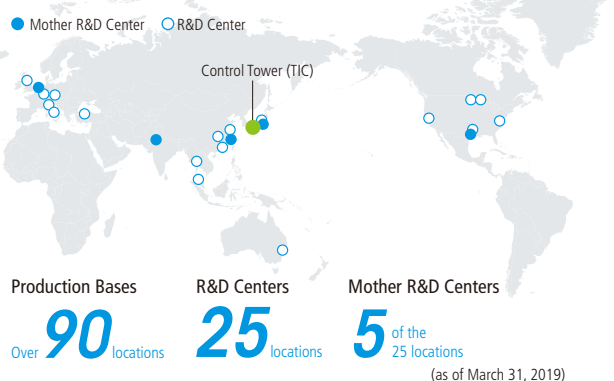 Mother R&D Center R&D Center
Control Tower (TIC)
Production Bases
Over 90 locations
R&D Centers
25 locations
Mother R&D Centers
5 of the
25 locations
(as of March 31, 2019)